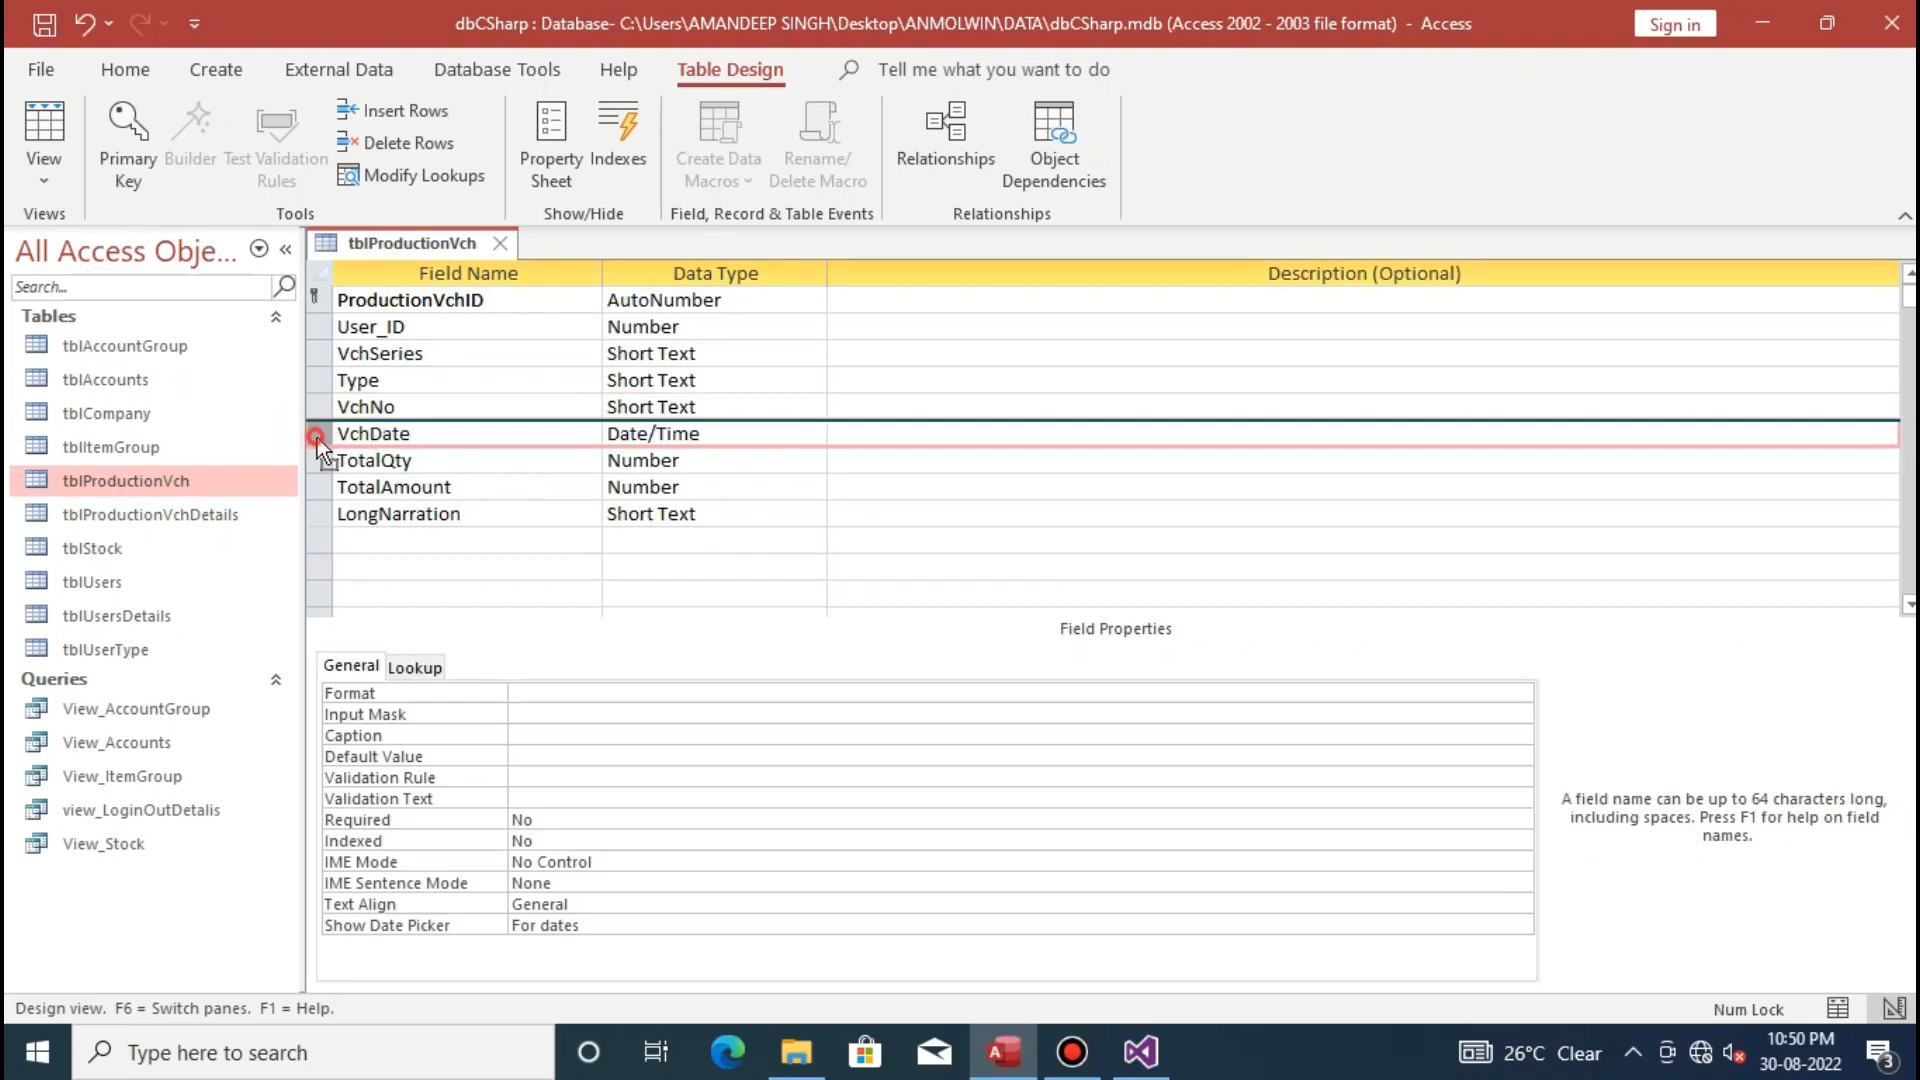 dbCSharp : Database- C:\Users\AMANDEEP SINGH\Desktop\ANMOLWIN\DATA\dbCSharp.mdb (Access 2002 - 2003 file format) - Access
Sign in
File Home Create External Data Database Tools Help Table Design Tell me what you want to do
View
Views
Primary Key
Builder
Test Validation Rules
Insert Rows
Delete Rows
Modify Lookups
Tools
Property Sheet
Indexes
Show/Hide
Create Data Macros
Rename/ Delete Macro
Field, Record & Table Events
Relationships
Object Dependencies
Relationships
All Access Obje...
Search...
Tables
tblAccountGroup
tblAccounts
tblCompany
tblItemGroup
tblProductionVch
tblProductionVchDetails
tblStock
tblUsers
tblUsersDetails
tblUserType
Queries
View_AccountGroup
View_Accounts
View_ItemGroup
view_LoginOutDetalis
View_Stock
tblProductionVch
Field Name Data Type Description (Optional)
ProductionVchID AutoNumber
User_ID Number
VchSeries Short Text
Type Short Text
VchNo Short Text
VchDate Date/Time
TotalQty Number
TotalAmount Number
LongNarration Short Text
Field Properties
General Lookup
Format
Input Mask
Caption
Default Value
Validation Rule
Validation Text
Required No
Indexed No
IME Mode No Control
IME Sentence Mode None
Text Align General
Show Date Picker For dates
A field name can be up to 64 characters long,
including spaces. Press F1 for help on field
names.
Design view. F6 = Switch panes. F1 = Help.
Num Lock
Type here to search
26°C Clear
10:50 PM
30-08-2022
3